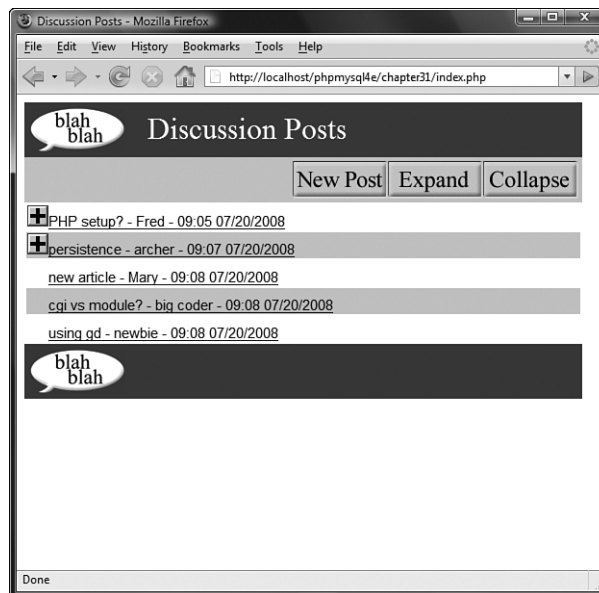 Discussion Posts - Mozilla Firefox
File Edit View History Bookmarks Tools Help
http://localhost/phpmysql4e/chapter31/index.php
blah
blah
Discussion Posts
New Post Expand Collapse
PHP setup? - Fred - 09:05 07/20/2008
persistence - archer - 09:07 07/20/2008
new article - Mary - 09:08 07/20/2008
cgi vs module? - big coder - 09:08 07/20/2008
using gd - newbie - 09:08 07/20/2008
blah
blah
Done